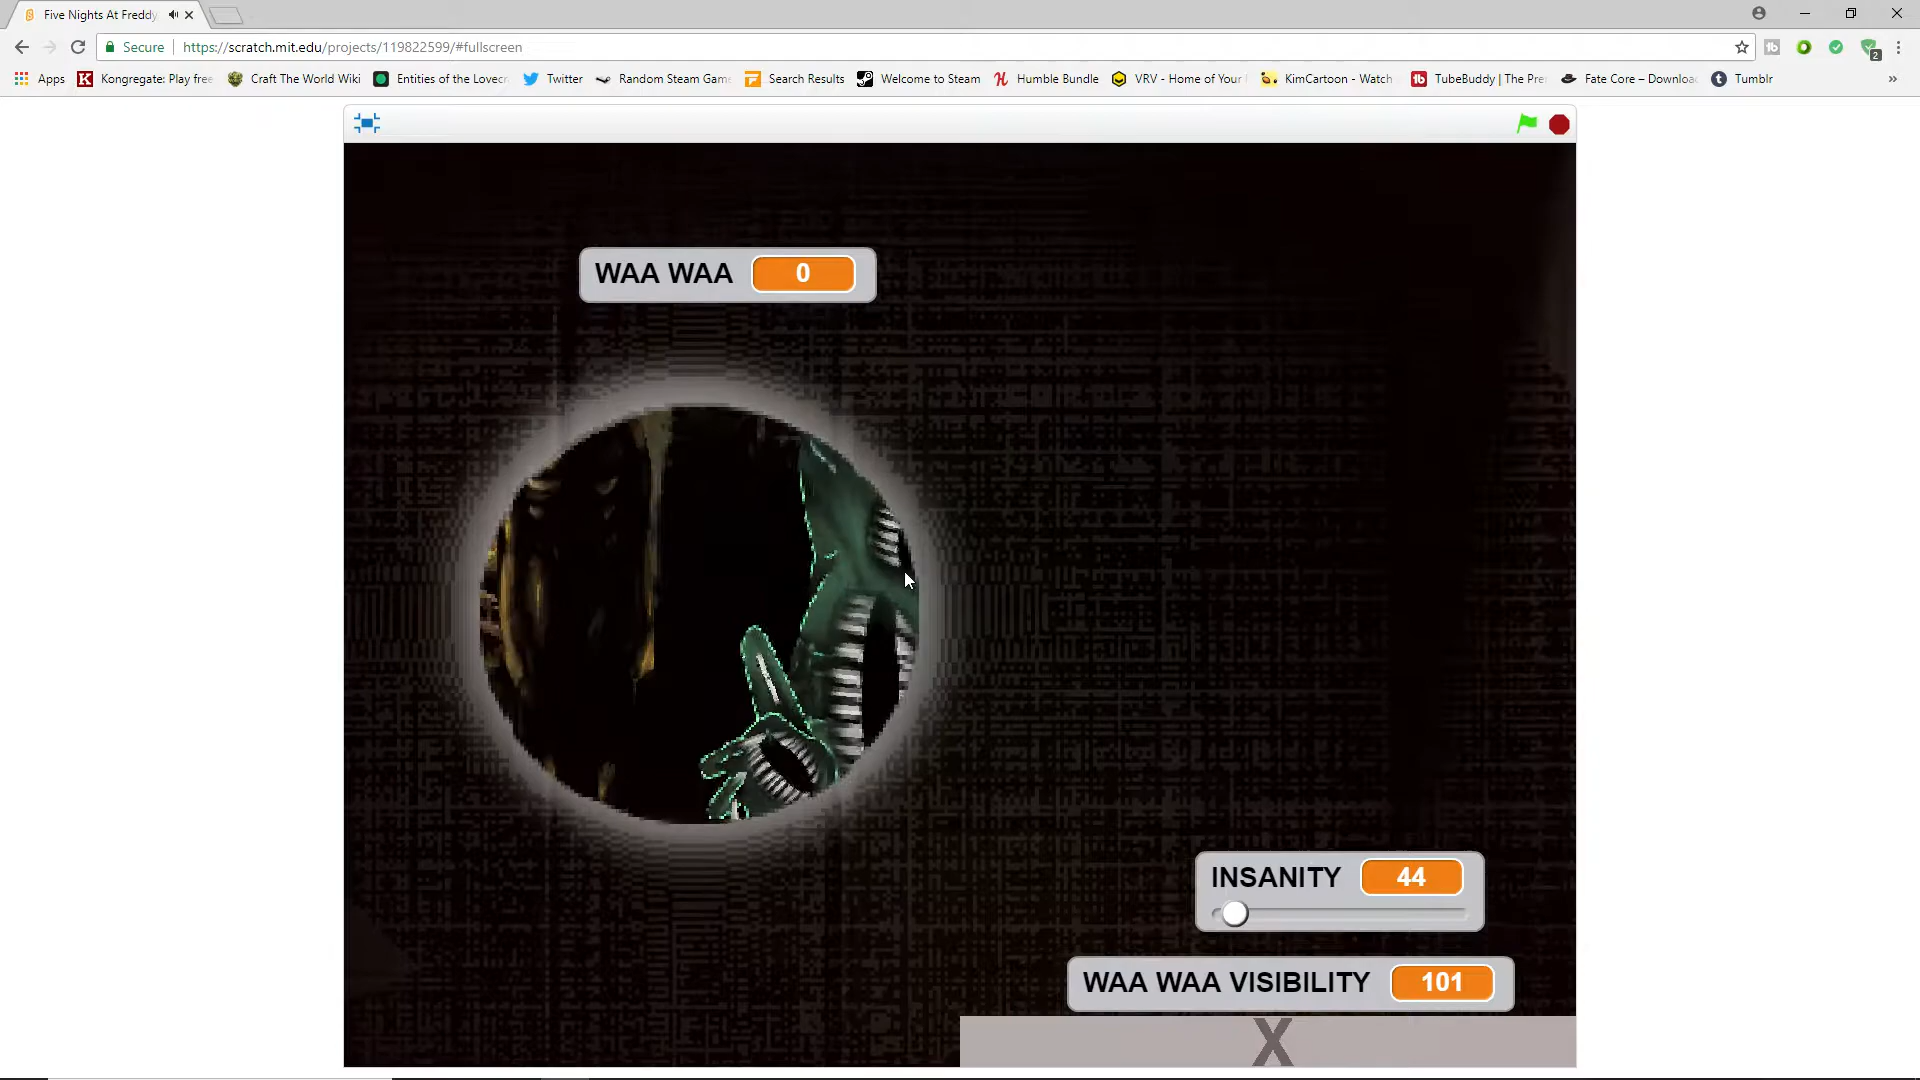 Five Nights At Freddy
Secure https://scratch.mit.edu/projects/119822599/#fullscreen
Apps Kongregate: Play free Craft The World Wiki Entities of the Lovecr Twitter Random Steam Gam Search Results Welcome to Steam Humble Bundle VRV - Home of Your KimCartoon - Watch TubeBuddy | The Pre Fate Core – Downloa Tumblr
WAA WAA 0
INSANITY 44
WAA WAA VISIBILITY 101
X